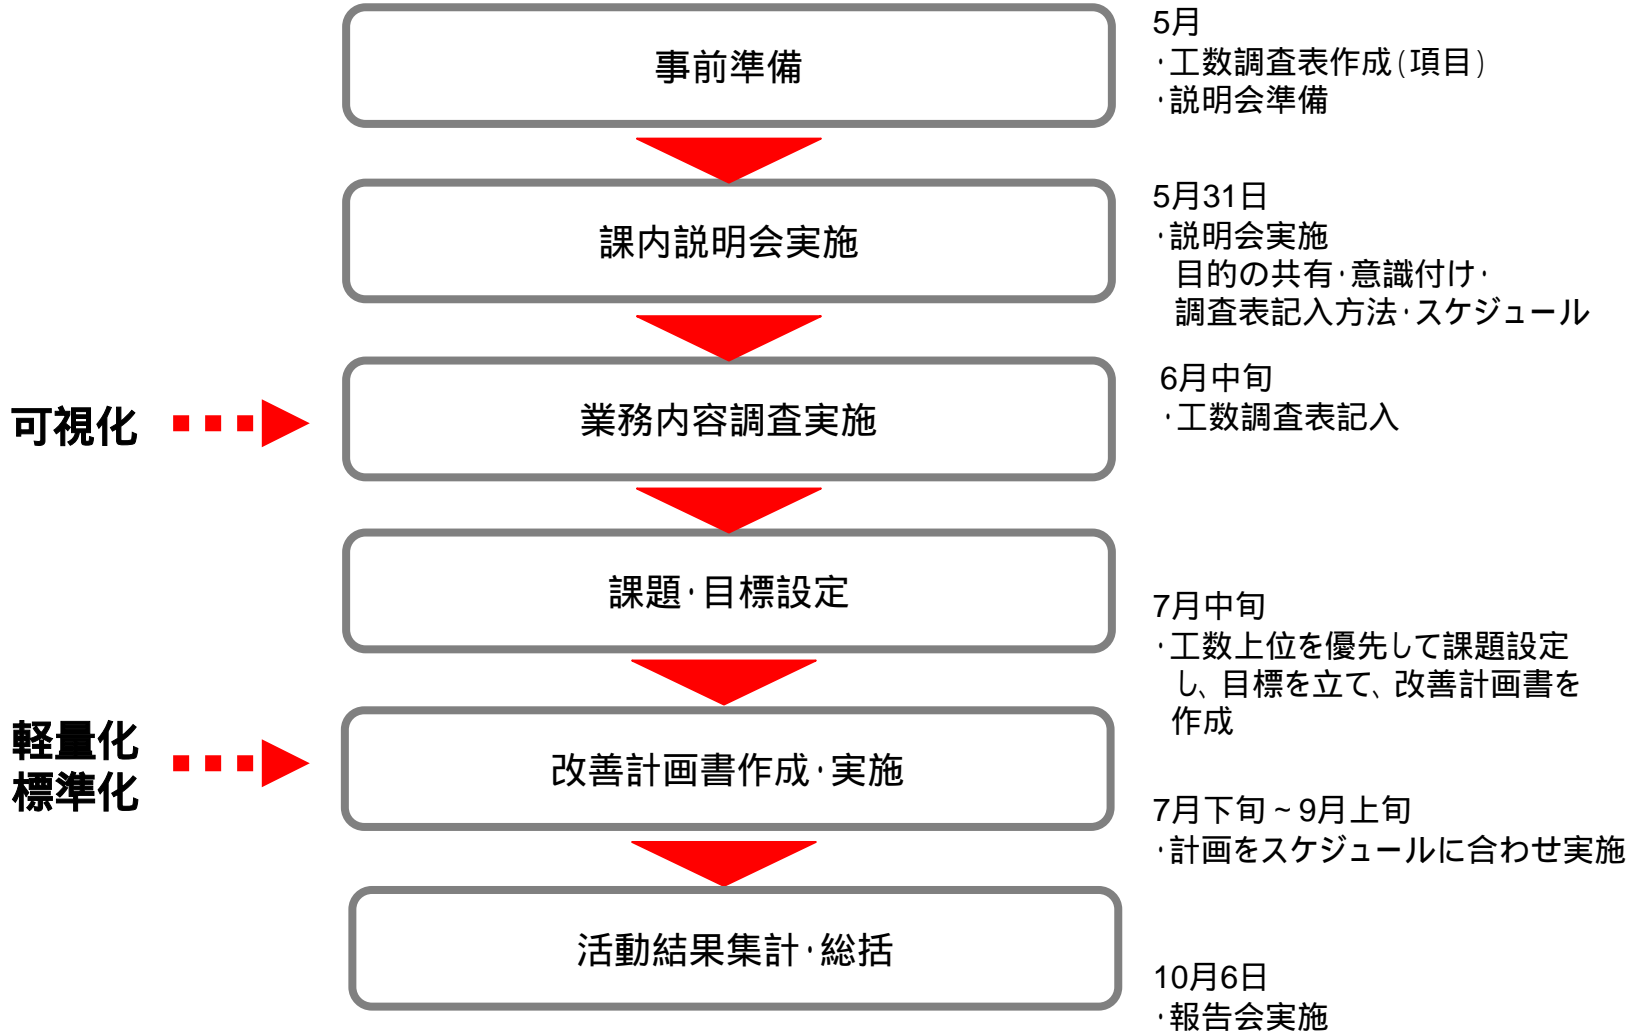 事前準備
5月
・工数調査表作成(項目)
・説明会準備
課内説明会実施
5月31日
・説明会実施
目的の共有・意識付け・
調査表記入方法・スケジュール
可視化
業務内容調査実施
6月中旬
・工数調査表記入
課題・目標設定
7月中旬
・工数上位を優先して課題設定
し、目標を立て、改善計画書を
作成
軽量化
標準化
改善計画書作成・実施
7月下旬~9月上旬
・計画をスケジュールに合わせ実施
活動結果集計・総括
10月6日
・報告会実施